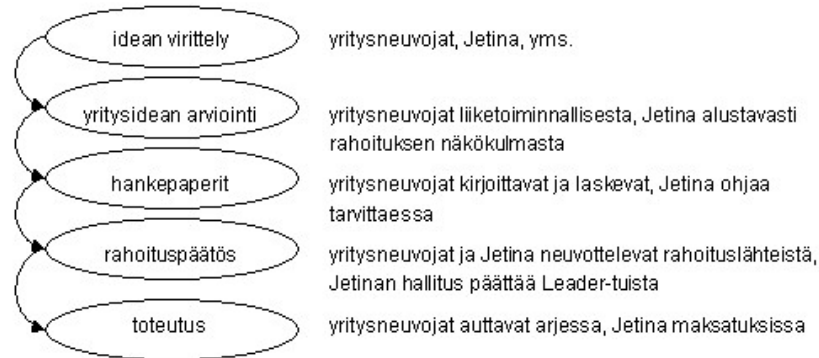 idean virittely
yritysneuvojat, Jetina, yms.
yritysidean arviointi
yritysneuvojat liiketoiminnallisesta, Jetina alustavasti
rahoituksen näkökulmasta
hankepaperit
yritysneuvojat kirjoittavat ja laskevat, Jetina ohjaa
tarvittaessa
rahoituspäätös
yritysneuvojat ja Jetina neuvottelevat rahoituslähteistä,
Jetinan hallitus päättää Leader-tuista
toteutus
yritysneuvojat auttavat arjessa, Jetina maksatuksissa